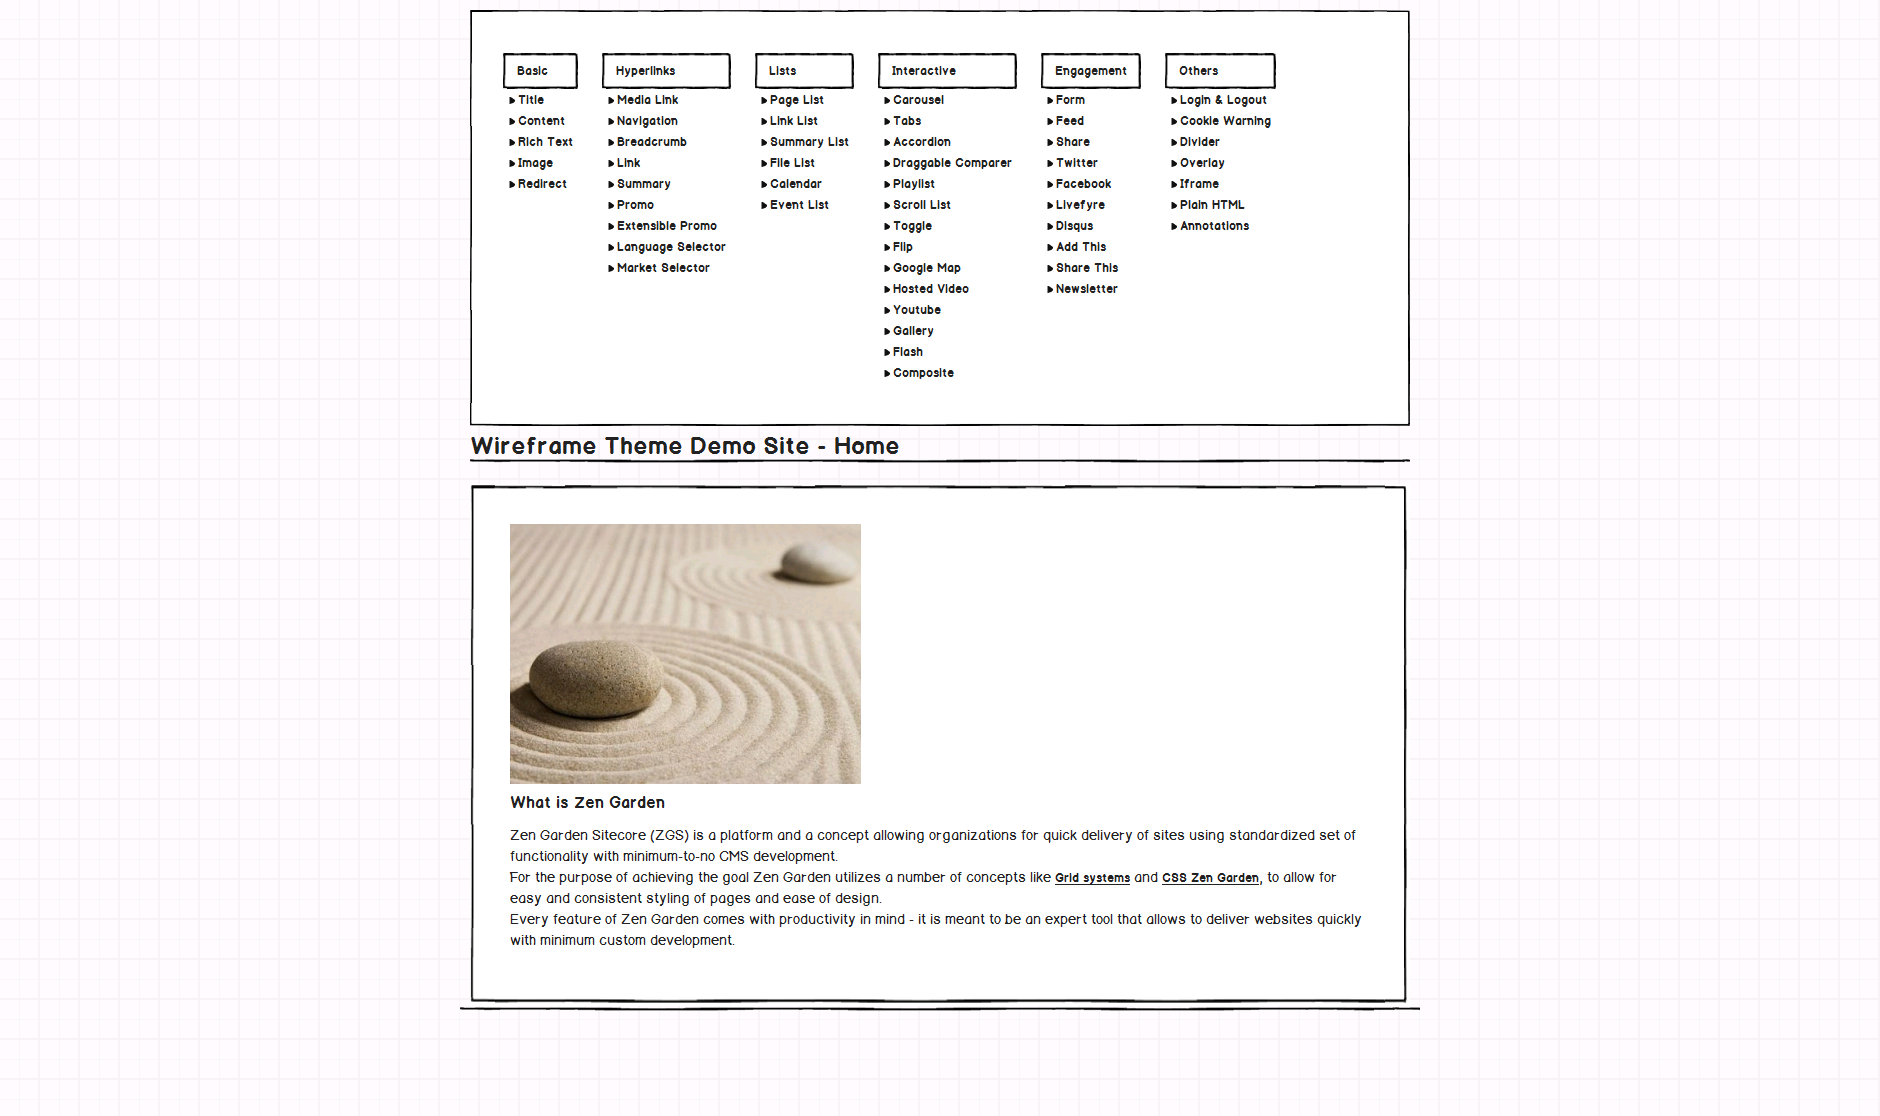 Basic
Title
Content
Rich Text
Image
Redirect
Hyperlinks
Media Link
Navigation
Breadcrumb
Link
Summary
Promo
Extensible Promo
Language Selector
Market Selector
Lists
Page List
Link List
Summary List
File List
Calendar
Event List
Interactive
Carousel
Tabs
Accordion
Draggable Comparer
Playlist
Scroll List
Toggle
Flip
Google Map
Hosted Video
Youtube
Gallery
Flash
Composite
Engagement
Form
Feed
Share
Twitter
Facebook
Livefyre
Disqus
Add This
Share This
Newsletter
Others
Login & Logout
Cookie Warning
Divider
Overlay
Iframe
Plain HTML
Annotations
Wireframe Theme Demo Site - Home
What is Zen Garden
Zen Garden Sitecore (ZGS) is a platform and a concept allowing organizations for quick delivery of sites using standardized set of
functionality with minimum-to-no CMS development.
For the purpose of achieving the goal Zen Garden utilizes a number of concepts like Grid systems and CSS Zen Garden, to allow for
easy and consistent styling of pages and ease of design.
Every feature of Zen Garden comes with productivity in mind - it is meant to be an expert tool that allows to deliver websites quickly
with minimum custom development.